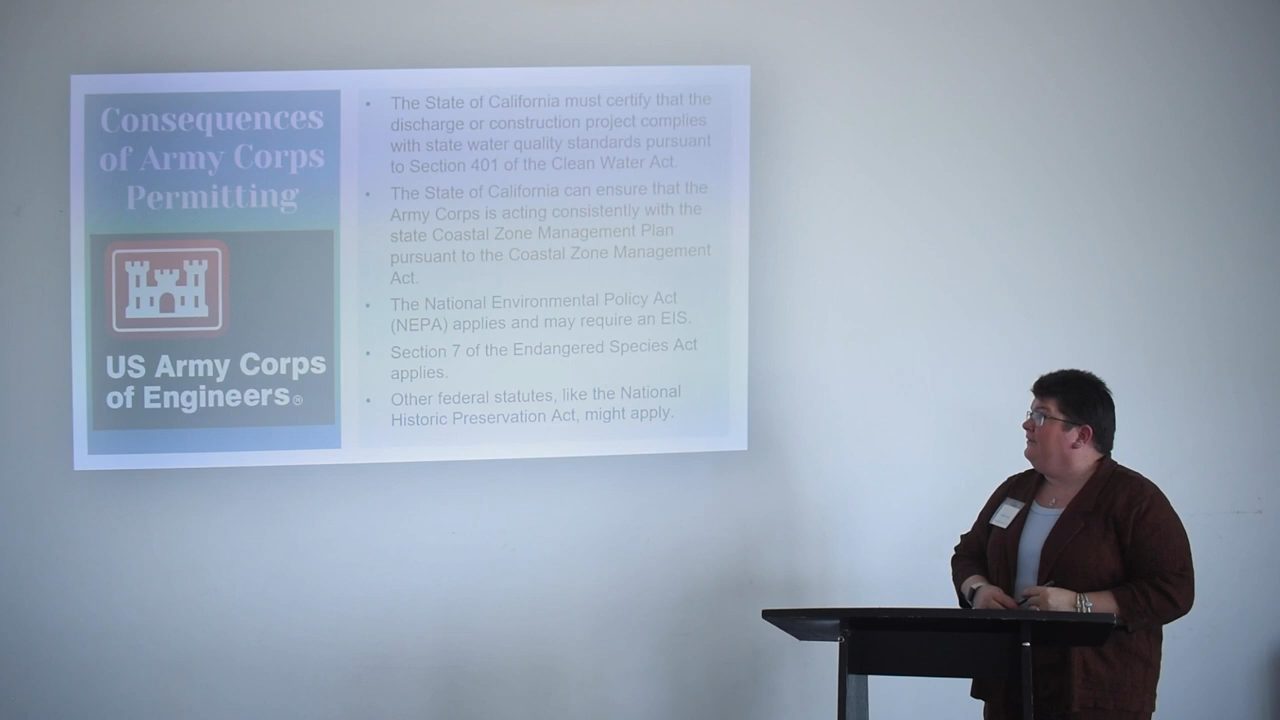 Consequences
of Army Corps
Permitting
US Army Corps
of Engineers®
• The State of California must certify that the
discharge or construction project complies
with state water quality standards pursuant
to Section 401 of the Clean Water Act.
• The State of California can ensure that the
Army Corps is acting consistently with the
state Coastal Zone Management Plan
pursuant to the Coastal Zone Management
Act.
• The National Environmental Policy Act
(NEPA) applies and may require an EIS.
• Section 7 of the Endangered Species Act
applies.
• Other federal statutes, like the National
Historic Preservation Act, might apply.